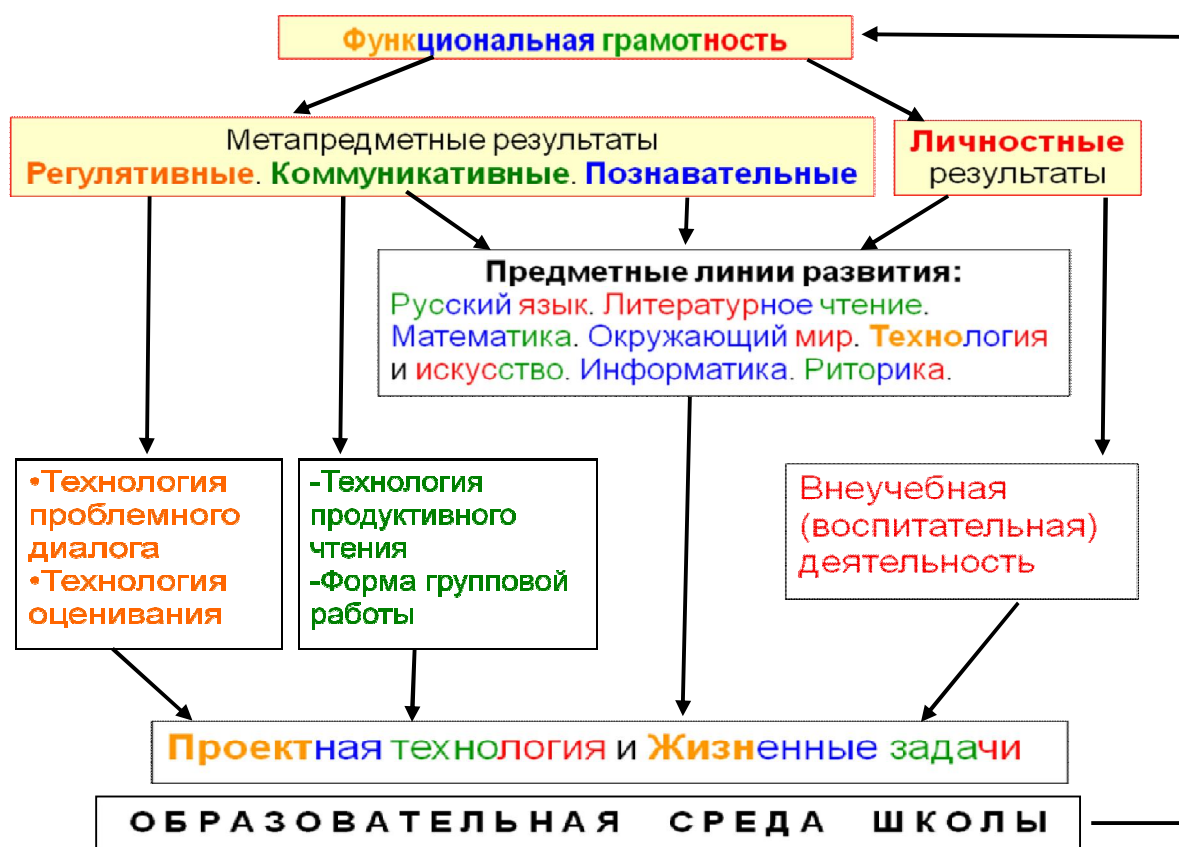 Функциональная грамотность
Метапредметные результаты
Регулятивные. Коммуникативные. Познавательные
Личностные
результаты
Предметные линии развития:
Русский язык. Литературное чтение.
Математика. Окружающий мир. Технология
и искусство. Информатика. Риторика.
•Технология
проблемного
диалога
•Технология
оценивания
-Технология
продуктивного
чтения
-Форма групповой
работы
Внеучебная
(воспитательная)
деятельность
Проектная технология и Жизненные задачи
ОБРАЗОВАТЕЛЬНАЯ СРЕДА ШКОЛЫ